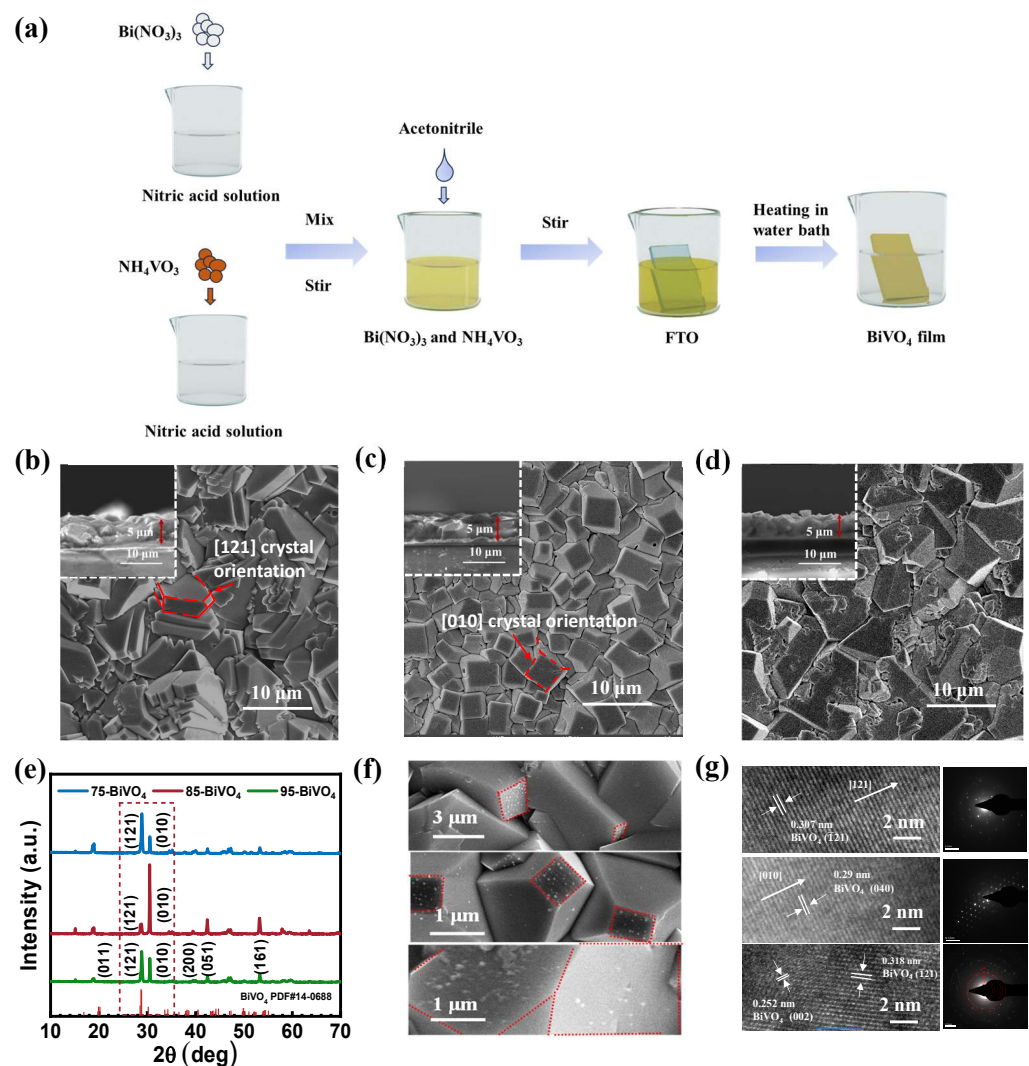 (a)
Bi(NO₃)₃
Nitric acid solution
NH₄VO₃
Nitric acid solution
Mix
Stir
Acetonitrile
Bi(NO₃)₃ and NH₄VO₃
Stir
FTO
Heating in
water bath
BiVO₄ film
(b)
5 μm
10 μm
[121] crystal
orientation
10 μm
(c)
5 μm
10 μm
[010] crystal orientation
10 μm
(d)
5 μm
10 μm
10 μm
(e)
75-BiVO₄
85-BiVO₄
95-BiVO₄
(121)
(010)
(121)
(010)
(011)
(121)
(010)
(200)
(051)
(161)
BiVO₄ PDF#14-0688
Intensity (a.u.)
10
20
30
40
50
60
70
2θ (deg)
(f)
3 μm
1 μm
1 μm
(g)
[121]
0.307 nm
BiVO₄ (1̄21)
2 nm
[010]
0.29 nm
BiVO₄ (040)
2 nm
0.318 nm
BiVO₄ (1̄21)
0.252 nm
BiVO₄ (002)
2 nm